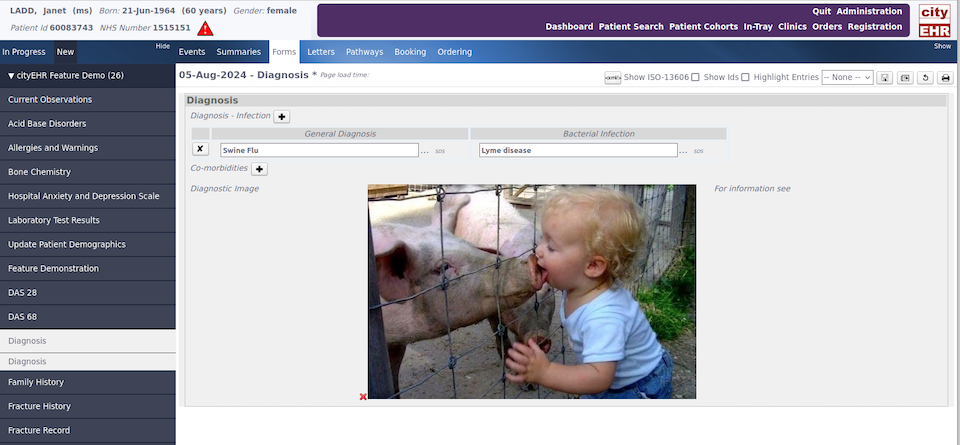 LADD, Janet (ms) Born: 21-Jun-1964 (60 years) Gender: female
Patient Id 60083743 NHS Number 1515151
Quit Administration
Dashboard Patient Search Patient Cohorts In-Tray Clinics Orders Registration
city
EHR
In Progress New Hide Events Summaries Forms Letters Pathways Booking Ordering Show
▼ cityEHR Feature Demo (26)
Current Observations
Acid Base Disorders
Allergies and Warnings
Bone Chemistry
Hospital Anxiety and Depression Scale
Laboratory Test Results
Update Patient Demographics
Feature Demonstration
DAS 28
DAS 68
Diagnosis
Diagnosis
Family History
Fracture History
Fracture Record
05-Aug-2024 - Diagnosis * Page load time:
Show ISO-13606 Show Ids Highlight Entries -- None --
Diagnosis
Diagnosis - Infection
General Diagnosis Bacterial Infection
Swine Flu ... SDS Lyme disease ... SDS
Co-morbidities
Diagnostic Image For information see